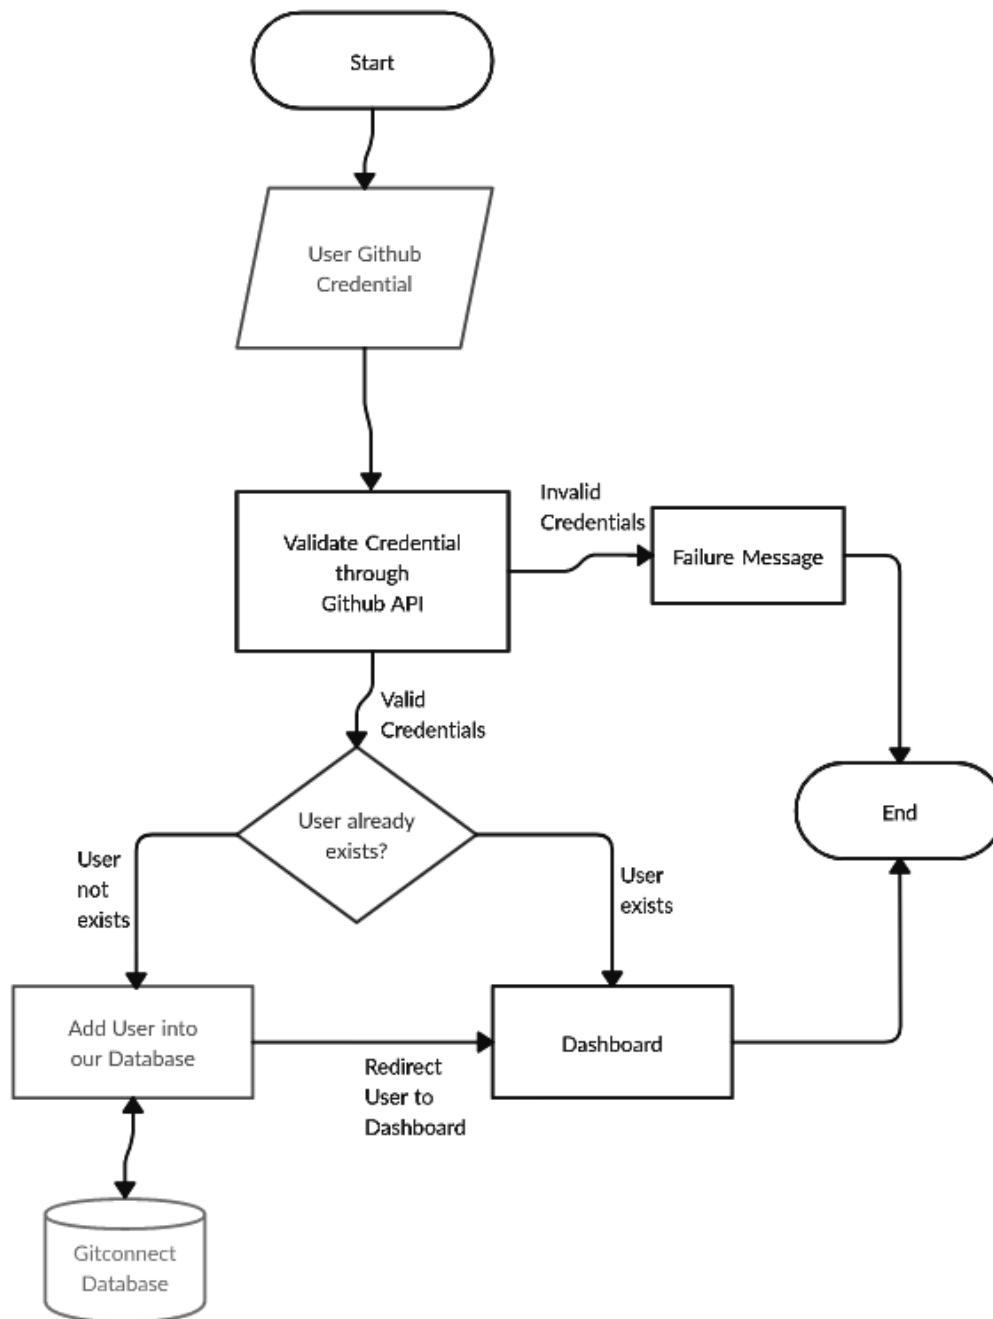 Start
User Github
Credential
Invalid
Credentials
Validate Credential
through
Github API
Failure Message
Valid
Credentials
User already
exists?
End
User
not
exists
User
exists
Add User into
our Database
Redirect
User to
Dashboard
Dashboard
Gitconnect
Database